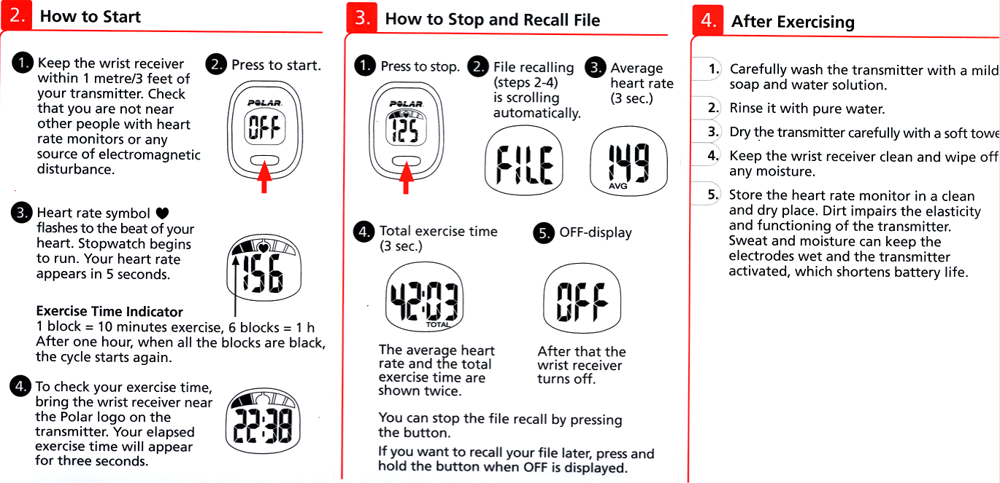 2. How to Start
1. Keep the wrist receiver
within 1 metre/3 feet of
your transmitter. Check
that you are not near
other people with heart
rate monitors or any
source of electromagnetic
disturbance.
2. Press to start.
POLAR
OFF
3. Heart rate symbol ♥
flashes to the beat of your
heart. Stopwatch begins
to run. Your heart rate
appears in 5 seconds.
156
Exercise Time Indicator
1 block = 10 minutes exercise, 6 blocks = 1 h
After one hour, when all the blocks are black,
the cycle starts again.
4. To check your exercise time,
bring the wrist receiver near
the Polar logo on the
transmitter. Your elapsed
exercise time will appear
for three seconds.
22:38
3. How to Stop and Recall File
1. Press to stop.
POLAR
125
2. File recalling
(steps 2-4)
is scrolling
automatically.
FILE
3. Average
heart rate
(3 sec.)
149
AVG
4. Total exercise time
(3 sec.)
42:03
TOTAL
The average heart
rate and the total
exercise time are
shown twice.
5. OFF-display
OFF
After that the
wrist receiver
turns off.
You can stop the file recall by pressing
the button.
If you want to recall your file later, press and
hold the button when OFF is displayed.
4. After Exercising
1. Carefully wash the transmitter with a mild
soap and water solution.
2. Rinse it with pure water.
3. Dry the transmitter carefully with a soft towe
4. Keep the wrist receiver clean and wipe off
any moisture.
5. Store the heart rate monitor in a clean
and dry place. Dirt impairs the elasticity
and functioning of the transmitter.
Sweat and moisture can keep the
electrodes wet and the transmitter
activated, which shortens battery life.